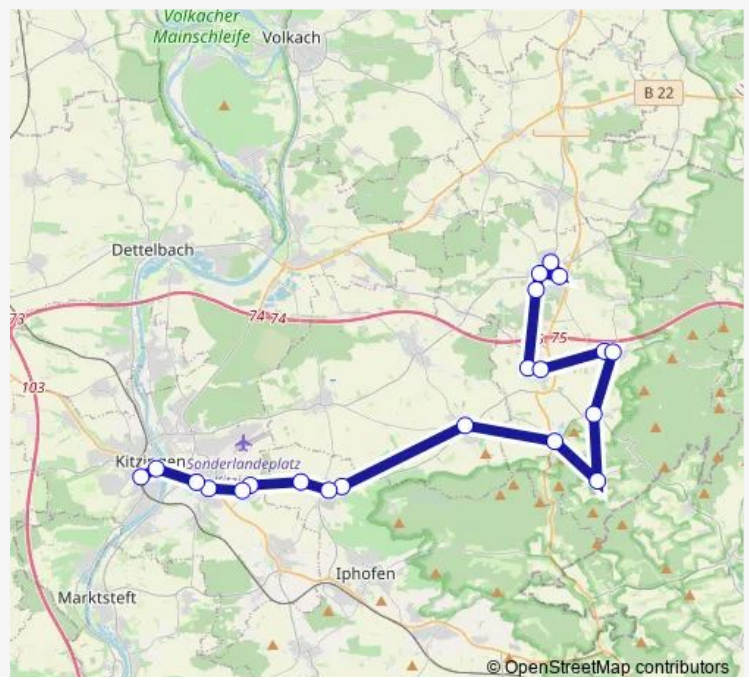 Volkacher
Mainschleife
Volkach
B 22
Dettelbach
74 74
75
73
103
Kitzingen
Sonderlandeplatz
Iphofen
Marktsteft
© OpenStreetMap contributors